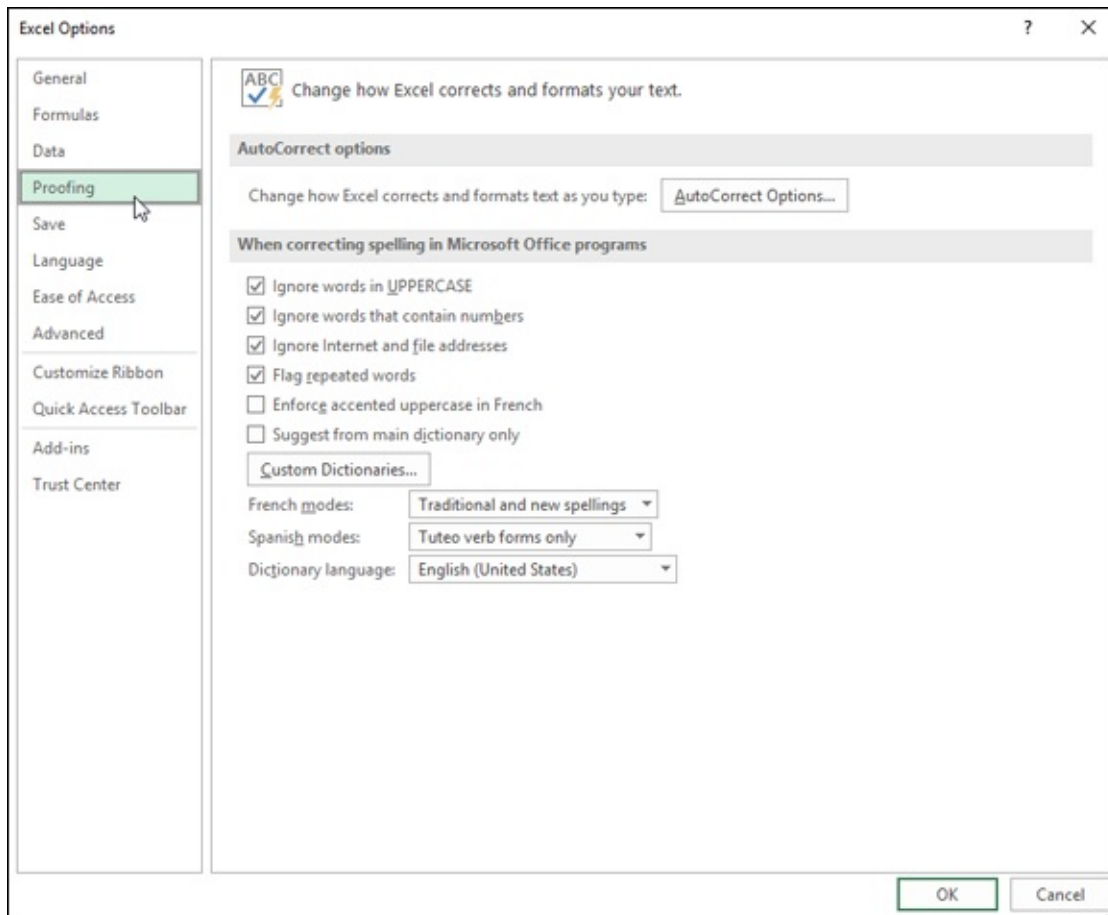 Excel Options
?
General
Formulas
Data
Proofing
Save
Language
Ease of Access
Advanced
Customize Ribbon
Quick Access Toolbar
Add-ins
Trust Center
ABC
Change how Excel corrects and formats your text.
AutoCorrect options
Change how Excel corrects and formats text as you type: AutoCorrect Options...
When correcting spelling in Microsoft Office programs
Ignore words in UPPERCASE
Ignore words that contain numbers
Ignore Internet and file addresses
Flag repeated words
Enforce accented uppercase in French
Suggest from main dictionary only
Custom Dictionaries...
French modes: Traditional and new spellings
Spanish modes: Tuteo verb forms only
Dictionary language: English (United States)
OK Cancel